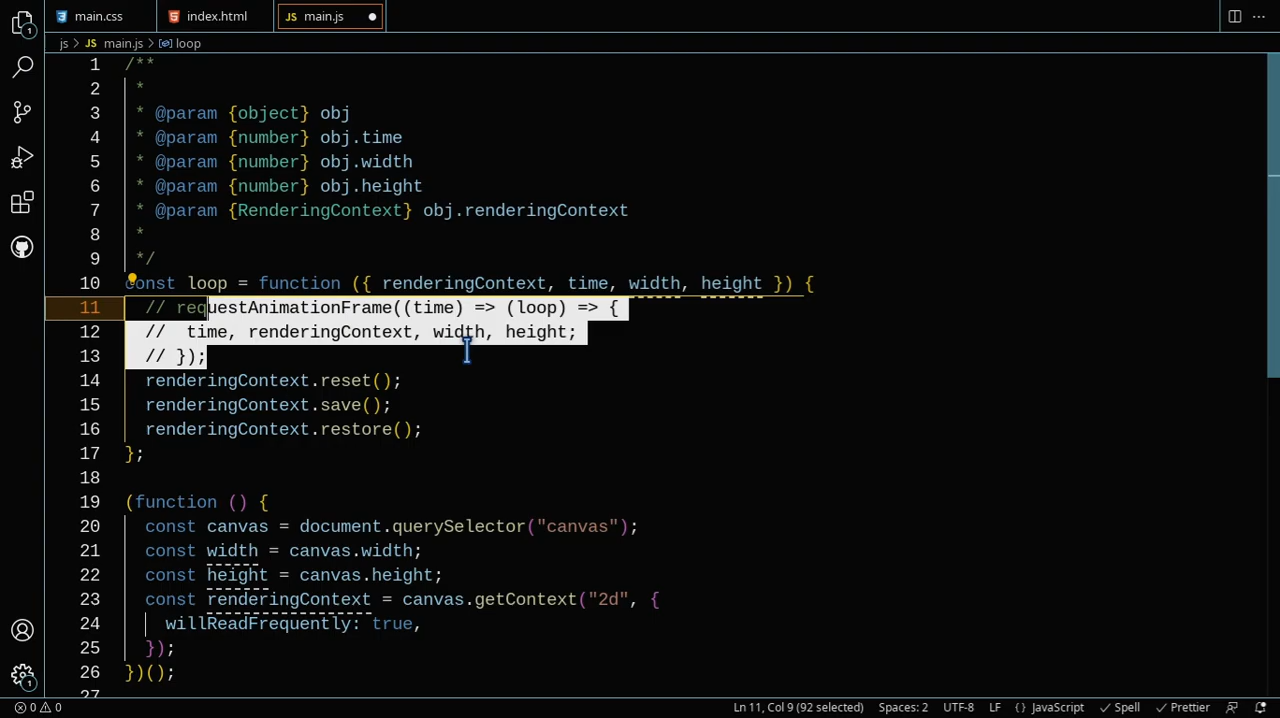 main.css
index.html
JS main.js
js > JS main.js > loop
1 /**
2  *
3  * @param {object} obj
4  * @param {number} obj.time
5  * @param {number} obj.width
6  * @param {number} obj.height
7  * @param {RenderingContext} obj.renderingContext
8  *
9  */
10 const loop = function ({ renderingContext, time, width, height }) {
11   // requestAnimationFrame((time) => (loop) => {
12   //  time, renderingContext, width, height;
13   // });
14   renderingContext.reset();
15   renderingContext.save();
16   renderingContext.restore();
17 };
18
19 (function () {
20   const canvas = document.querySelector("canvas");
21   const width = canvas.width;
22   const height = canvas.height;
23   const renderingContext = canvas.getContext("2d", {
24     willReadFrequently: true,
25   });
26 })();
27
1
1
0 0 Ln 11, Col 9 (92 selected) Spaces: 2 UTF-8 LF {} JavaScript Spell Prettier